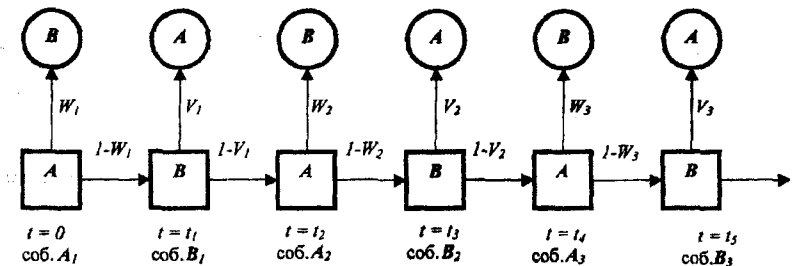 B A B A B A
W₁ V₁ W₂ V₂ W₃ V₃
1-W₁ 1-V₁ 1-W₂ 1-V₂ 1-W₃
A B A B A B
t = 0 t = t₁ t = t₂ t = t₃ t = t₄ t = t₅
соб. A₁ соб. B₁ соб. A₂ соб. B₂ соб. A₃ соб. B₃